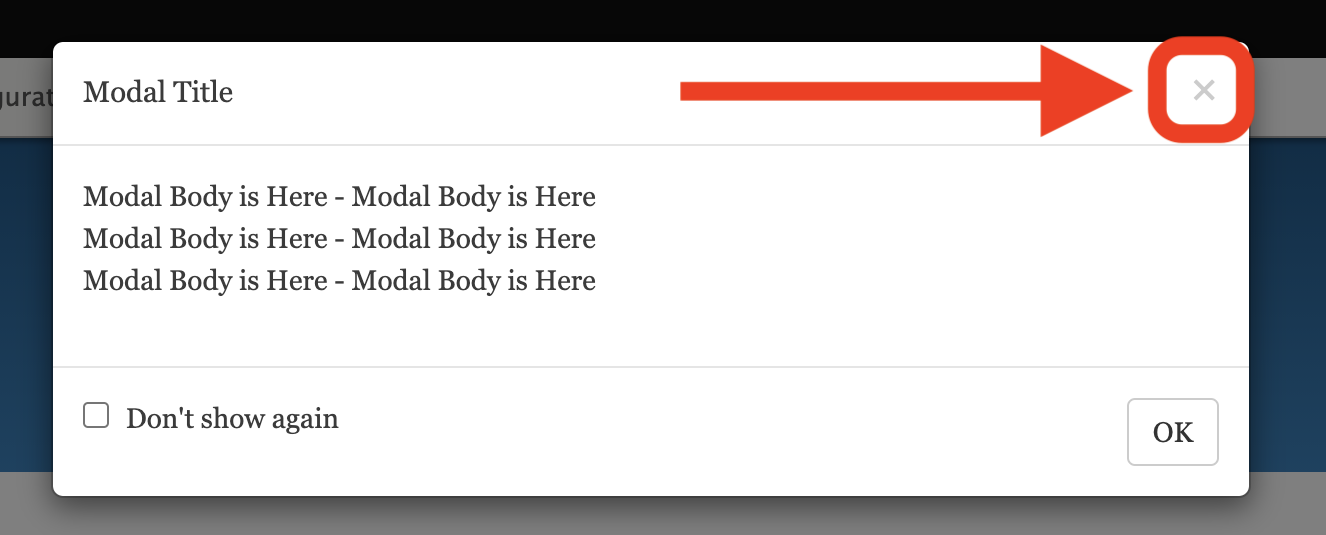 gurat
Modal Title
×
Modal Body is Here - Modal Body is Here
Modal Body is Here - Modal Body is Here
Modal Body is Here - Modal Body is Here
Don't show again
OK